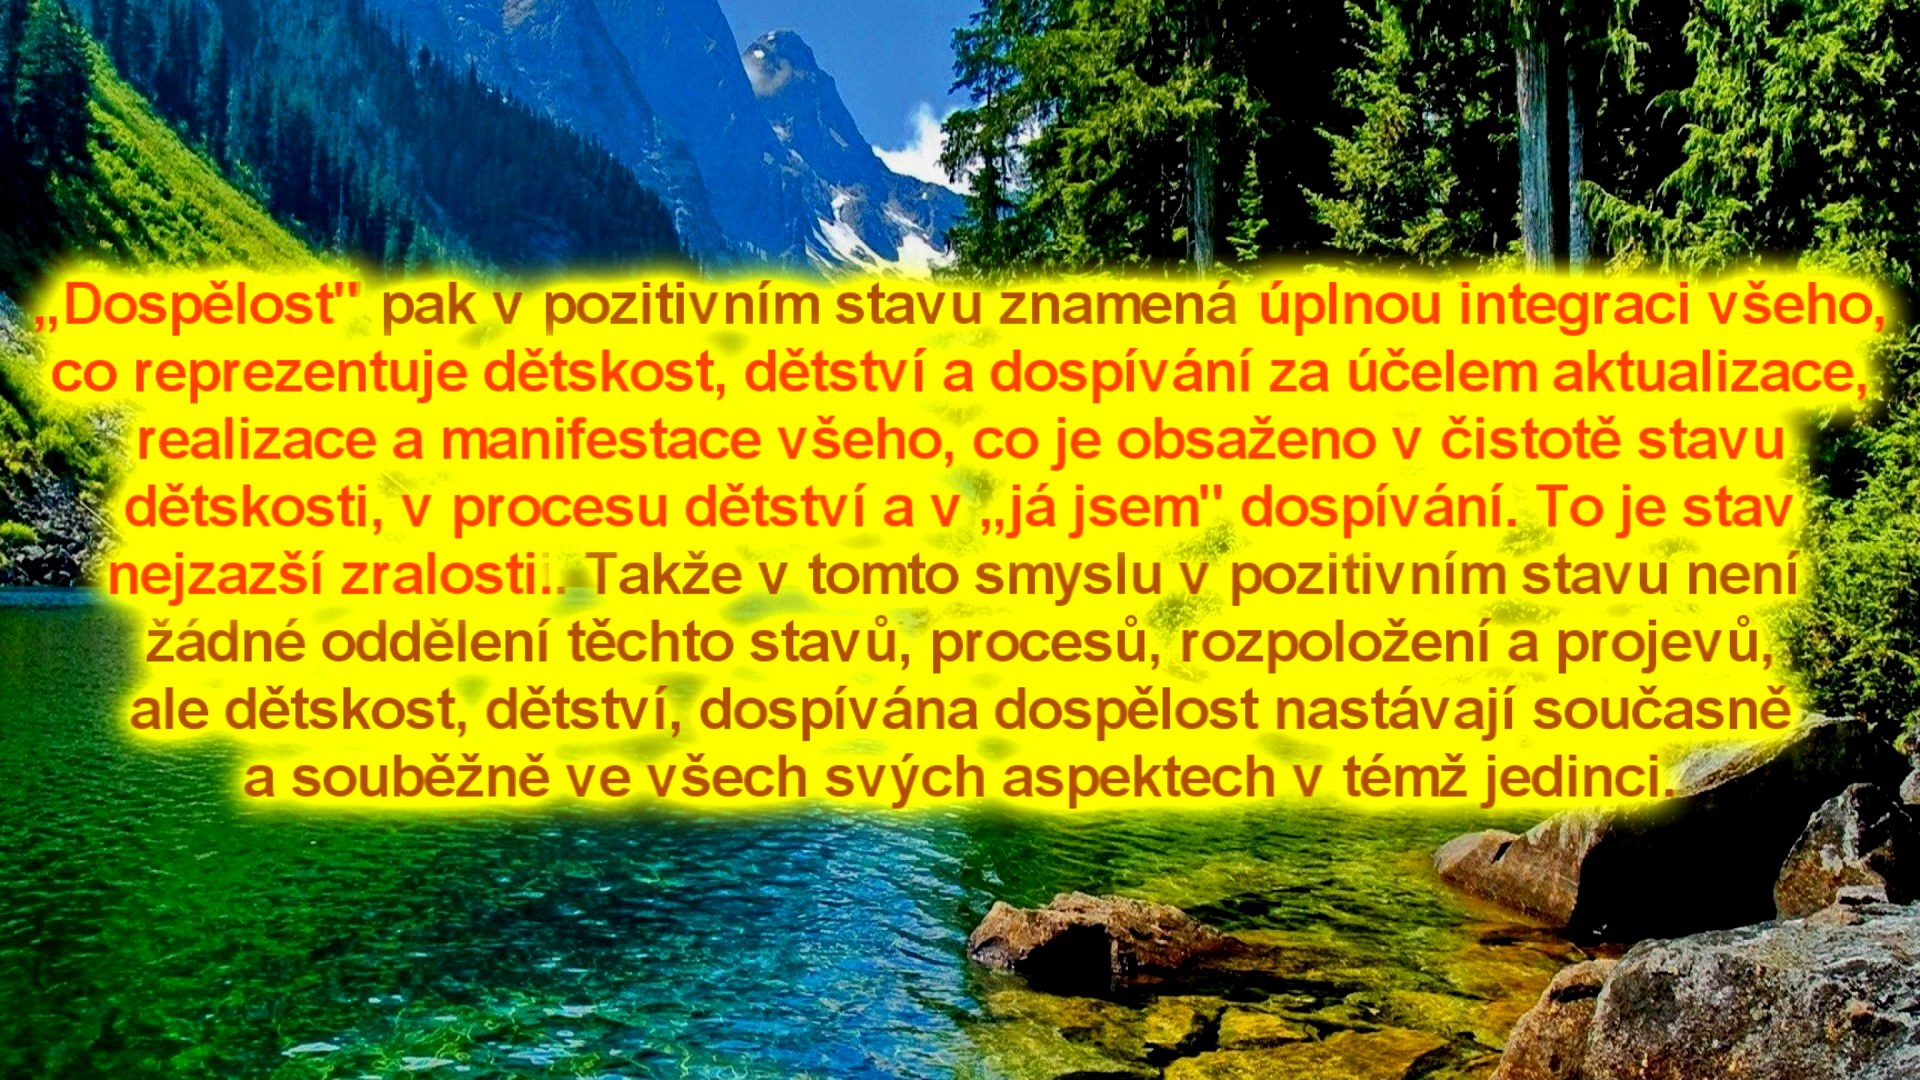 „Dospělost" pak v pozitivním stavu znamená úplnou integraci všeho,
co reprezentuje dětskost, dětství a dospívání za účelem aktualizace,
realizace a manifestace všeho, co je obsaženo v čistotě stavu
dětskosti, v procesu dětství a v „já jsem" dospívání. To je stav
nejzazší zralosti.. Takže v tomto smyslu v pozitivním stavu není
žádné oddělení těchto stavů, procesů, rozpoložení a projevů,
ale dětskost, dětství, dospívána dospělost nastávají současně
a souběžně ve všech svých aspektech v témž jedinci.